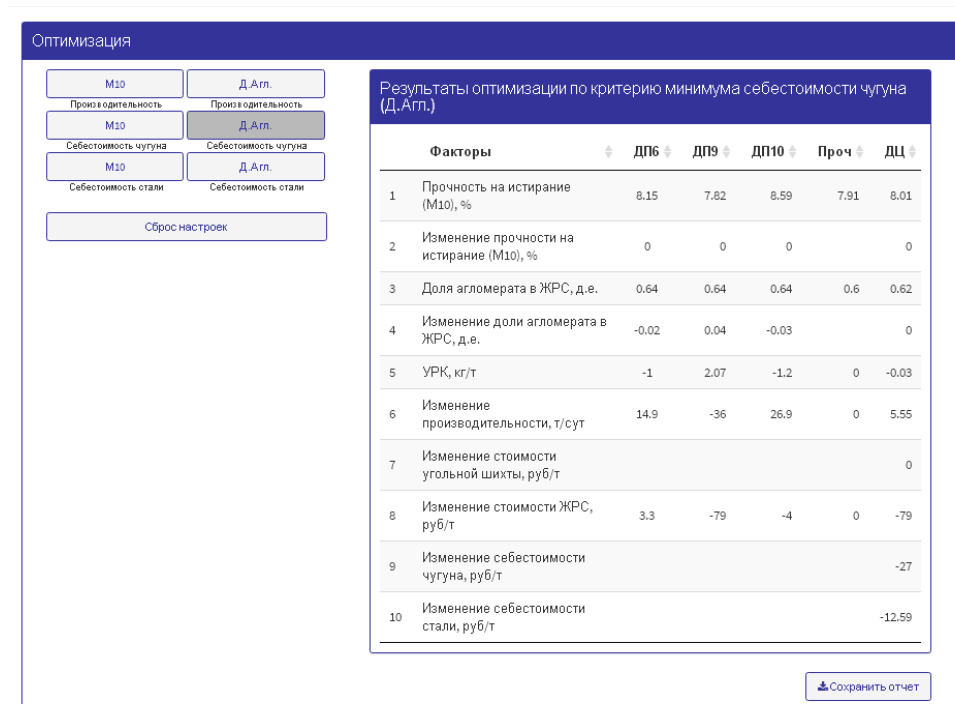 Оптимизация
М10 Д.Агл.
Производительность Производительность
М10 Д.Агл.
Себестоимость чугуна Себестоимость чугуна
М10 Д.Агл.
Себестоимость стали Себестоимость стали
Сброс настроек
Результаты оптимизации по критерию минимума себестоимости чугуна
(Д.Агл.)
Факторы ДП6 ДП9 ДП10 Проч ДЦ
1 Прочность на истирание
(М10), % 8.15 7.82 8.59 7.91 8.01
2 Изменение прочности на
истирание (М10), % 0 0 0 0
3 Доля агломерата в ЖРС, д.е. 0.64 0.64 0.64 0.6 0.62
4 Изменение доли агломерата в
ЖРС, д.е. -0.02 0.04 -0.03 0
5 УРК, кг/т -1 2.07 -1.2 0 -0.03
6 Изменение
производительности, т/сут 14.9 -36 26.9 0 5.55
7 Изменение стоимости
угольной шихты, руб/т 0
8 Изменение стоимости ЖРС,
руб/т 3.3 -79 -4 0 -79
9 Изменение себестоимости
чугуна, руб/т -27
10 Изменение себестоимости
стали, руб/т -12.59
Сохранить отчет